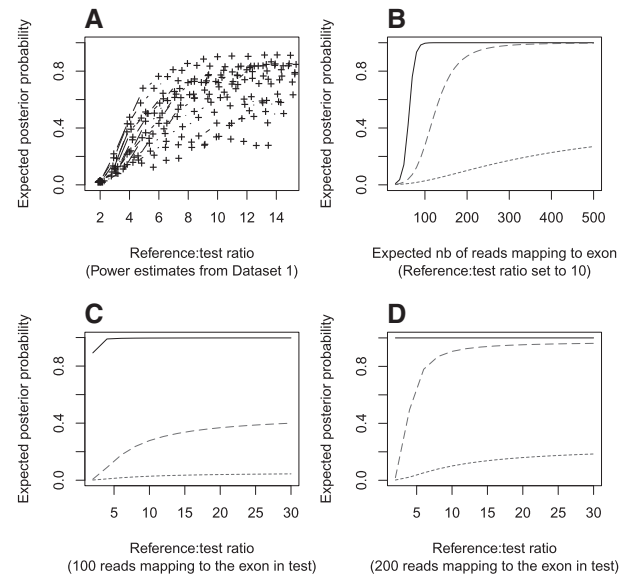 A
Expected posterior probability
0.8
0.4
0.0
2 4 6 8 10 12 14
Reference:test ratio
(Power estimates from Dataset 1)
B
Expected posterior probability
0.8
0.4
0.0
100 200 300 400 500
Expected nb of reads mapping to exon
(Reference:test ratio set to 10)
C
Expected posterior probability
0.8
0.4
0.0
5 10 15 20 25 30
Reference:test ratio
(100 reads mapping to the exon in test)
D
Expected posterior probability
0.8
0.4
0.0
5 10 15 20 25 30
Reference:test ratio
(200 reads mapping to the exon in test)